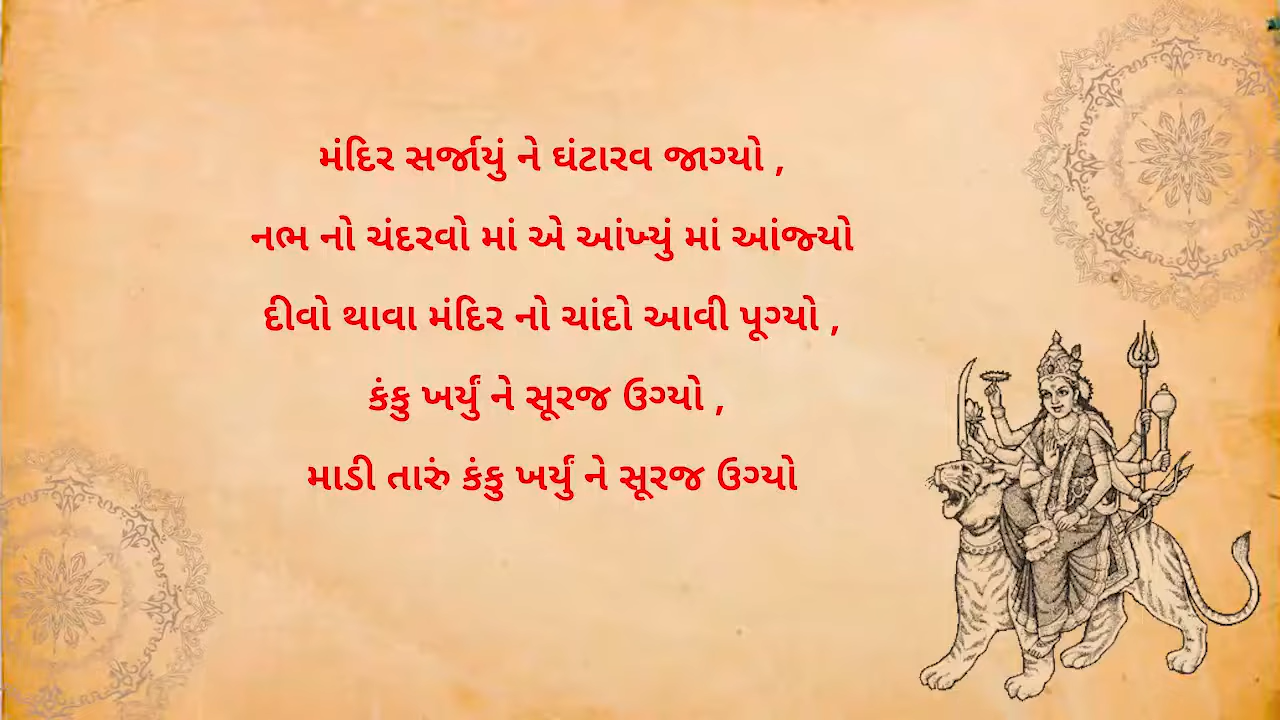 મંદિર સર્જાયું ને ઘંટારવ જાગ્યો ,
નભ નો ચંદરવો માં એ આંખ્યું માં આંજ્યો
દીવો થાવા મંદિર નો ચાંદો આવી પૂગ્યો ,
કંકુ ખર્યું ને સૂરજ ઉગ્યો ,
માડી તારું કંકુ ખર્યું ને સૂરજ ઉગ્યો